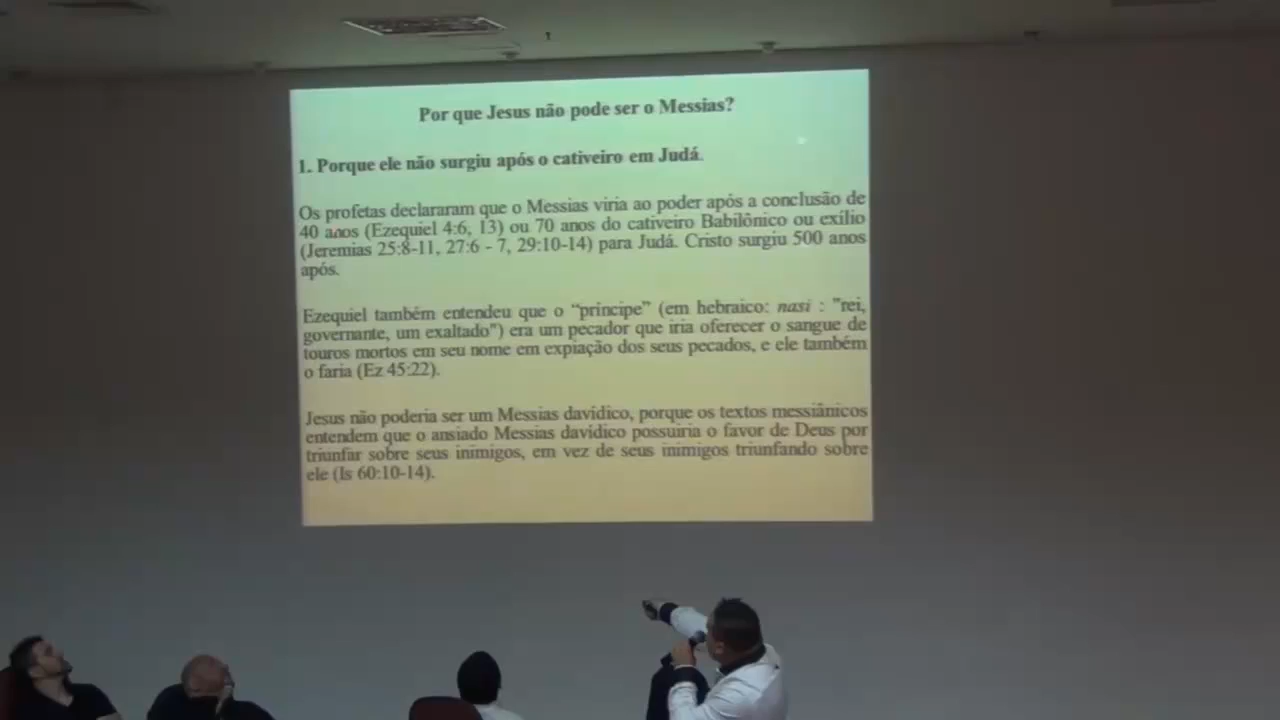 Por que Jesus não pode ser o Messias?
1. Porque ele não surgiu após o cativeiro em Judá.
Os profetas declararam que o Messias viria ao poder após a conclusão de
40 anos (Ezequiel 4:6, 13) ou 70 anos do cativeiro Babilônico ou exílio
(Jeremias 25:8-11, 27:6 - 7, 29:10-14) para Judá. Cristo surgiu 500 anos
após.
Ezequiel também entendeu que o “príncipe” (em hebraico: nasi : "rei,
governante, um exaltado") era um pecador que iria oferecer o sangue de
touros mortos em seu nome em expiação dos seus pecados, e ele também
o faria (Ez 45:22).
Jesus não poderia ser um Messias davídico, porque os textos messiânicos
entendem que o ansiado Messias davídico possuiria o favor de Deus por
triunfar sobre seus inimigos, em vez de seus inimigos triunfando sobre
ele (Is 60:10-14).